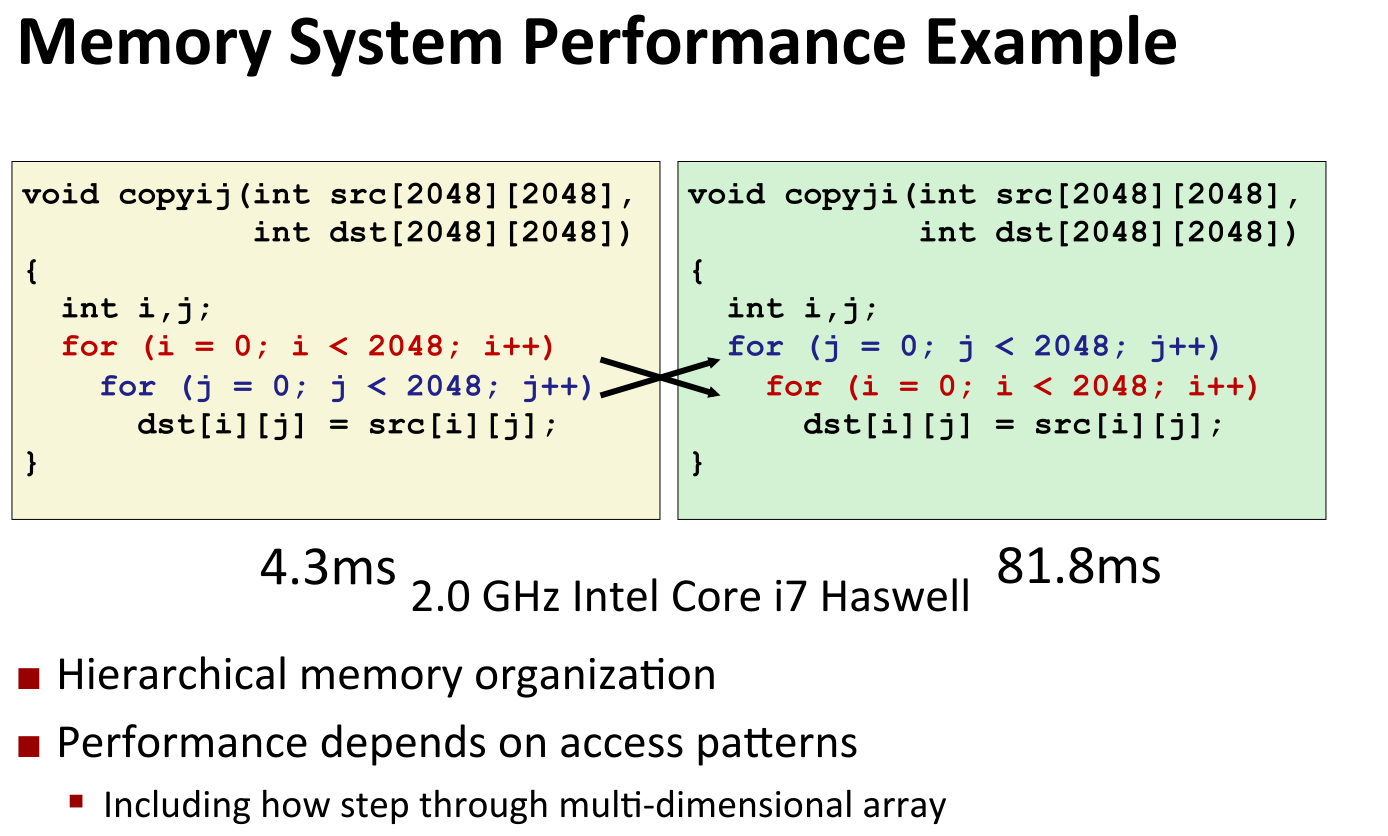 Memory System Performance Example
void copyij(int src[2048][2048],
            int dst[2048][2048])
{
  int i,j;
  for (i = 0; i < 2048; i++)
    for (j = 0; j < 2048; j++)
      dst[i][j] = src[i][j];
}
void copyji(int src[2048][2048],
            int dst[2048][2048])
{
  int i,j;
  for (j = 0; j < 2048; j++)
    for (i = 0; i < 2048; i++)
      dst[i][j] = src[i][j];
}
4.3ms
81.8ms
2.0 GHz Intel Core i7 Haswell
Hierarchical memory organization
Performance depends on access patterns
Including how step through multi-dimensional array